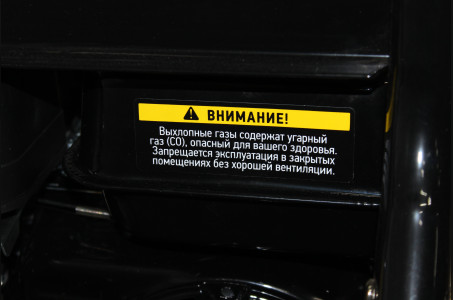 ВНИМАНИЕ!
Выхлопные газы содержат угарный
газ (CO), опасный для вашего здоровья.
Запрещается эксплуатация в закрытых
помещениях без хорошей вентиляции.